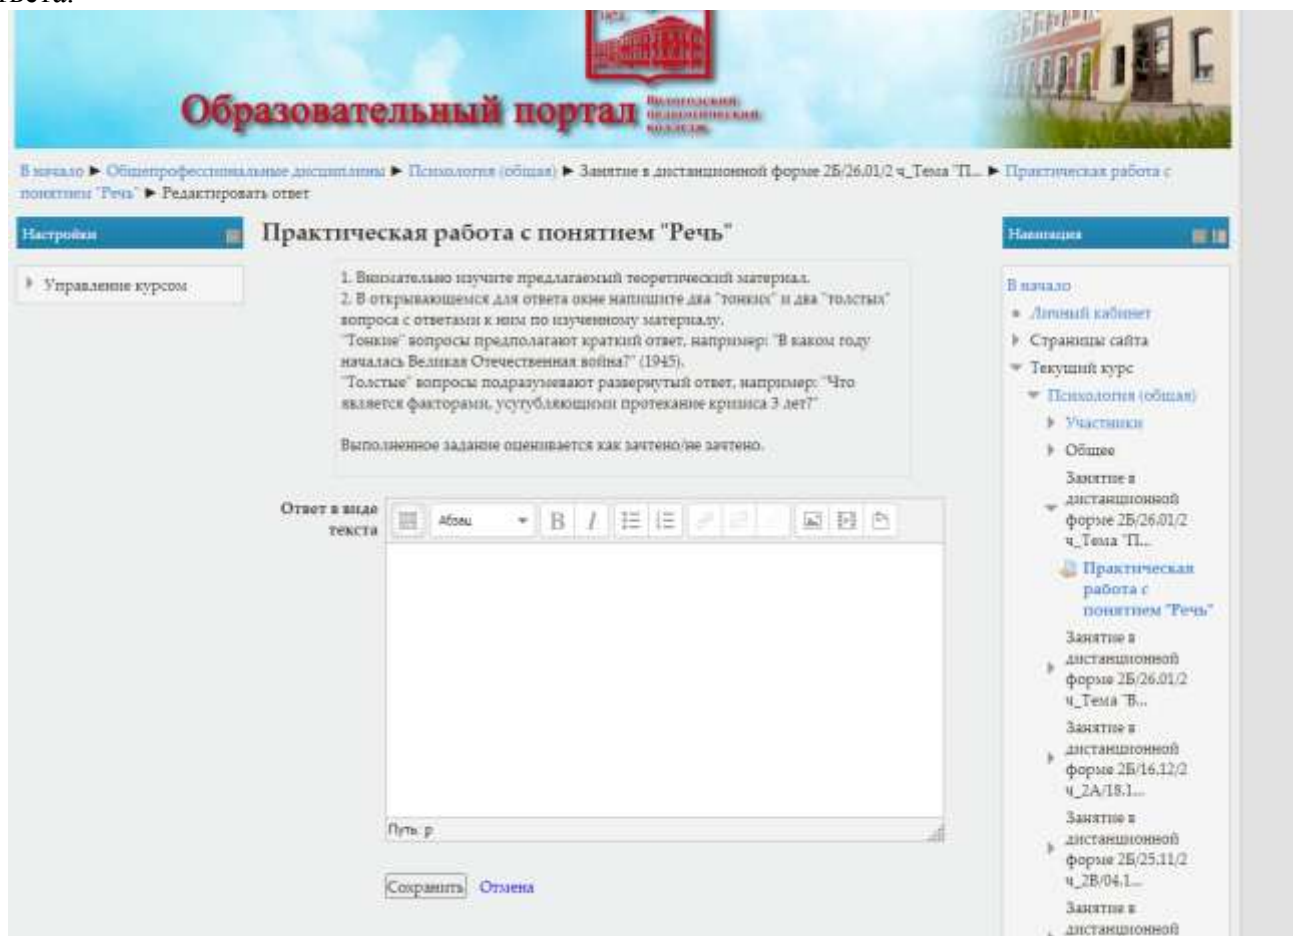 твета.
Образовательный портал
Вологодский
педагогический
колледж
В начало ► Общепрофессиональные дисциплины ► Психология (общая) ► Занятие в дистанционной форме 2Б/26.01/2 ч_Тема "П... ► Практическая работа с
понятием "Речь" ► Редактировать ответ
Настройки
Управление курсом
Практическая работа с понятием "Речь"
1. Внимательно изучите предлагаемый теоретический материал.
2. В открывающемся для ответа окне напишите два "тонких" и два "толстых"
вопроса с ответами к ним по изученному материалу.
"Тонкие" вопросы предполагают краткий ответ, например: "В каком году
началась Великая Отечественная война?" (1945).
"Толстые" вопросы подразумевают развернутый ответ, например: "Что
является факторами, усугубляющими протекание кризиса 3 лет?"
Выполненное задание оценивается как зачтено/не зачтено.
Ответ в виде
текста
Абзац
B I
Путь: p
Сохранить Отмена
Навигация
В начало
Личный кабинет
Страницы сайта
Текущий курс
Психология (общая)
Участники
Общее
Занятие в
дистанционной
форме 2Б/26.01/2
ч_Тема "П...
Практическая
работа с
понятием "Речь"
Занятие в
дистанционной
форме 2Б/26.01/2
ч_Тема "В...
Занятие в
дистанционной
форме 2Б/16.12/2
ч_2А/18.1...
Занятие в
дистанционной
форме 2Б/25.11/2
ч_2В/04.1...
Занятие в
дистанционной